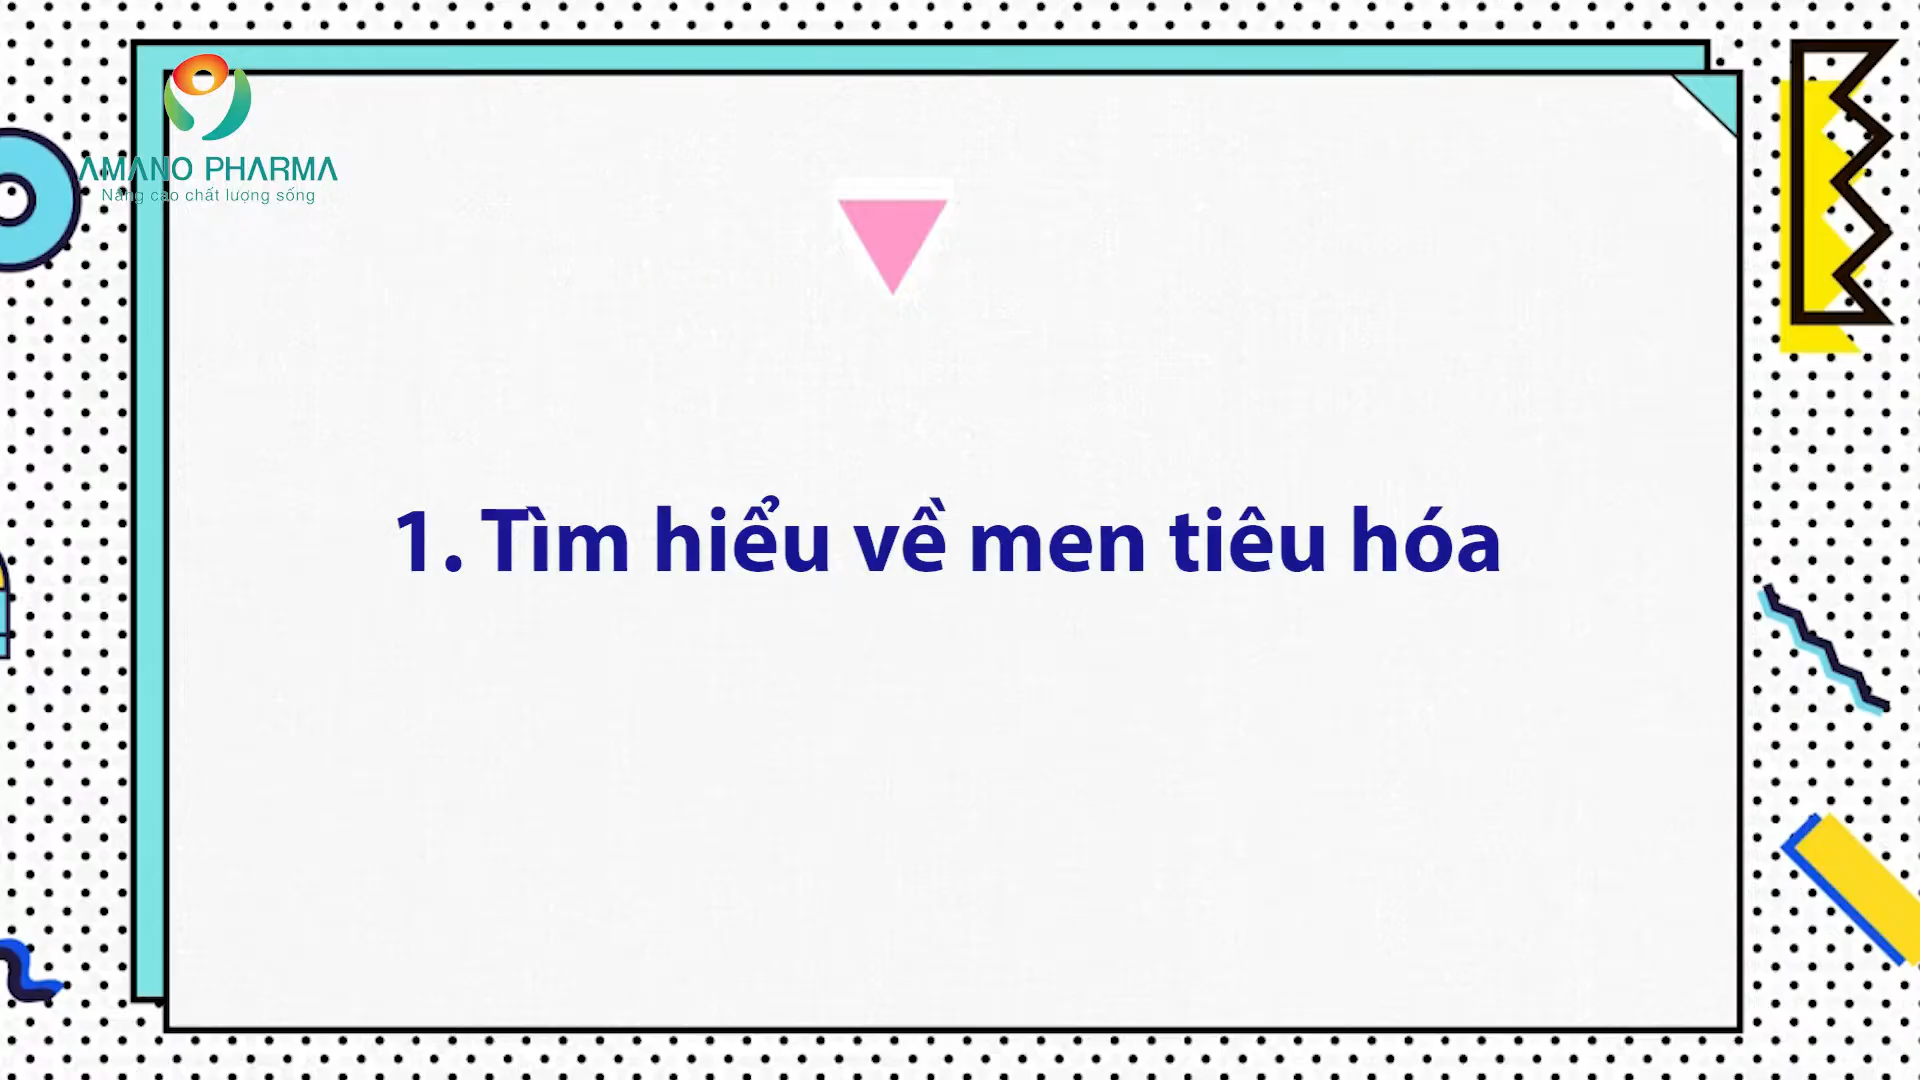 AMANO PHARMA
Nâng cao chất lượng sống
1. Tìm hiểu về men tiêu hóa